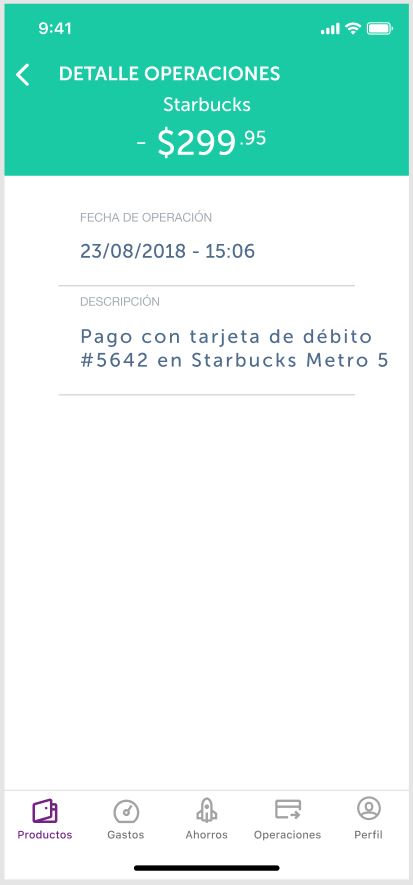 9:41
DETALLE OPERACIONES
Starbucks
- $299.95
FECHA DE OPERACIÓN
23/08/2018 - 15:06
DESCRIPCIÓN
Pago con tarjeta de débito
#5642 en Starbucks Metro 5
Productos Gastos Ahorros Operaciones Perfil